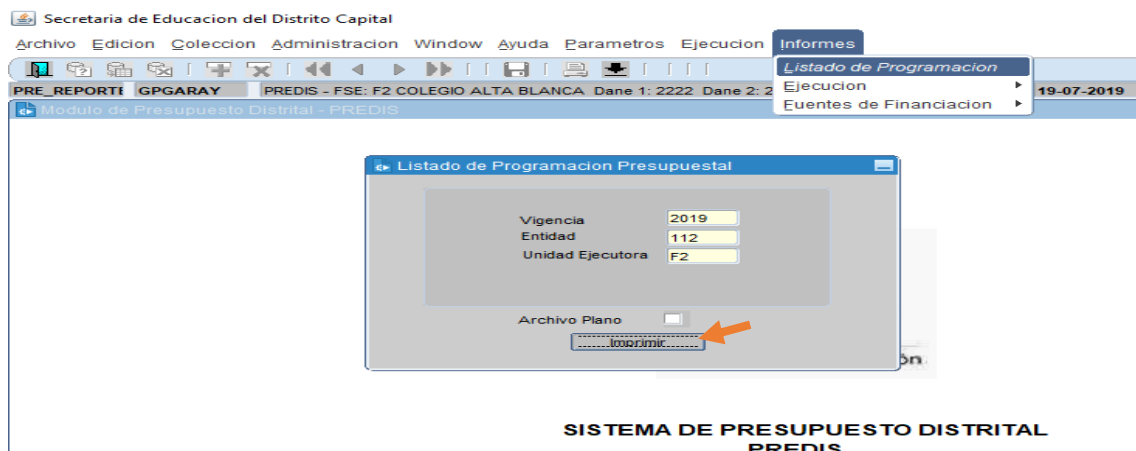 Secretaria de Educacion del Distrito Capital
Archivo Edicion Coleccion Administracion Window Ayuda Parametros Ejecucion Informes
Listado de Programacion
PRE_REPORTE GPGARAY PREDIS - FSE: F2 COLEGIO ALTA BLANCA Dane 1: 2222 Dane 2: 2 19-07-2019
Ejecucion
Fuentes de Financiacion
Modulo de Presupuesto Distrital - PREDIS
Listado de Programacion Presupuestal
Vigencia 2019
Entidad 112
Unidad Ejecutora F2
Archivo Plano
Imprimir
ón
SISTEMA DE PRESUPUESTO DISTRITAL
PREDIS